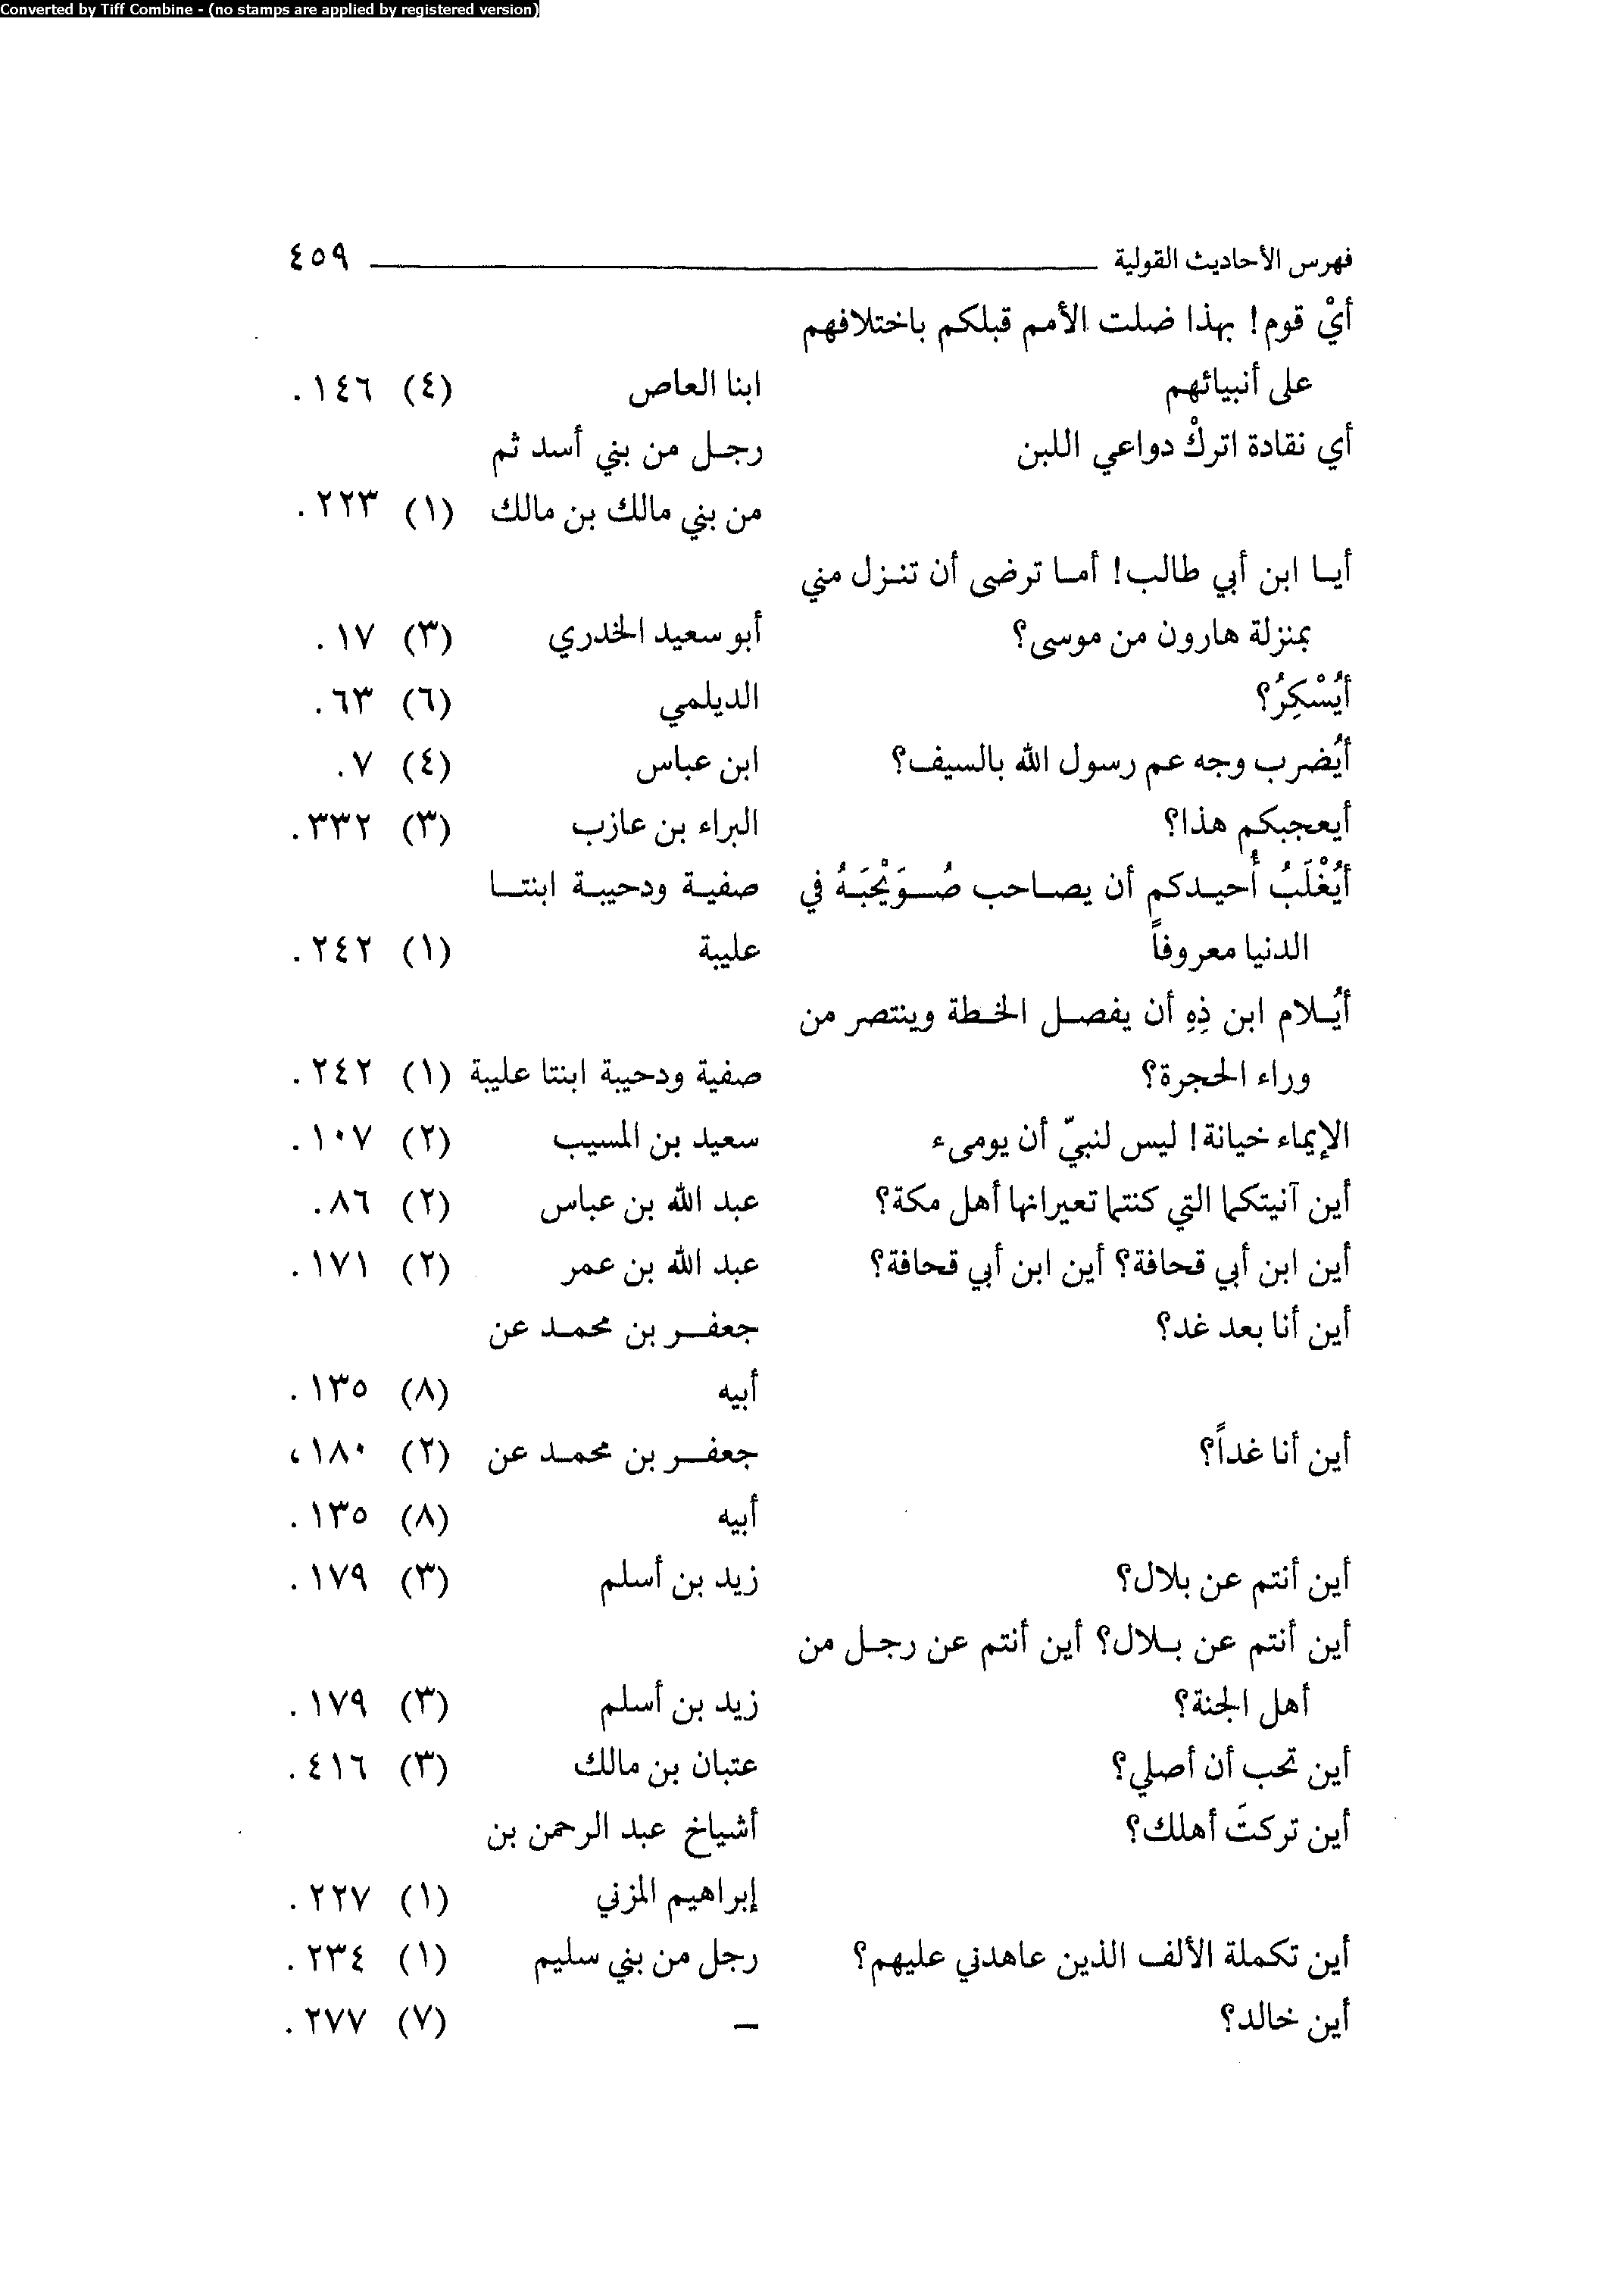 Converted by Tiff Combine - (no stamps are applied by registered version)
فهرس الأحاديث القولية ٤٥٩
أيْ قوم! بهذا ضلت الأمم قبلكم باختلافهم
على أنبيائهم ابنا العاص (٤) ١٤٦.
أي نقادة اتركْ دواعي اللبن رجل من بني أسد ثم
من بني مالك بن مالك (١) ٢٢٣.
أيا ابن أبي طالب! أما ترضى أن تنزل مني
بمنزلة هارون من موسى؟ أبو سعيد الخدري (٣) ١٧.
أيُسْكِرُ؟ الديلمي (٦) ٦٣.
أيُضرب وجه عم رسول الله بالسيف؟ ابن عباس (٤) ٧.
أيعجبكم هذا؟ البراء بن عازب (٣) ٣٣٢.
أيُغْلَبُ أُحيدكم أن يصاحب صُوَيْحَبَهُ في صفية ودحيبة ابنتا
الدنيا معروفاً عليبة (١) ٢٤٢.
أيُلام ابن ذِهِ أن يفصل الخطة وينتصر من
وراء الحجرة؟ صفية ودحيبة ابنتا عليبة (١) ٢٤٢.
الإيماء خيانة! ليس لنبيّ أن يومىء سعيد بن المسيب (٢) ١٠٧.
أين آنيتكما التي كنتما تعيرانها أهل مكة؟ عبد الله بن عباس (٢) ٨٦.
أين ابن أبي قحافة؟ أين ابن أبي قحافة؟ عبد الله بن عمر (٢) ١٧١.
أين أنا بعد غد؟ جعفر بن محمد عن
أبيه (٨) ١٣٥.
أين أنا غداً؟ جعفر بن محمد عن (٢) ١٨٠،
أبيه (٨) ١٣٥.
أين أنتم عن بلال؟ زيد بن أسلم (٣) ١٧٩.
أين أنتم عن بلال؟ أين أنتم عن رجل من
أهل الجنة؟ زيد بن أسلم (٣) ١٧٩.
أين تحب أن أصلي؟ عتبان بن مالك (٣) ٤١٦.
أين تركتَ أهلك؟ أشياخ عبد الرحمن بن
إبراهيم المزني (١) ٢٢٧.
أين تكملة الألف الذين عاهدني عليهم؟ رجل من بني سليم (١) ٢٣٤.
أين خالد؟ – (٧) ٢٧٧.